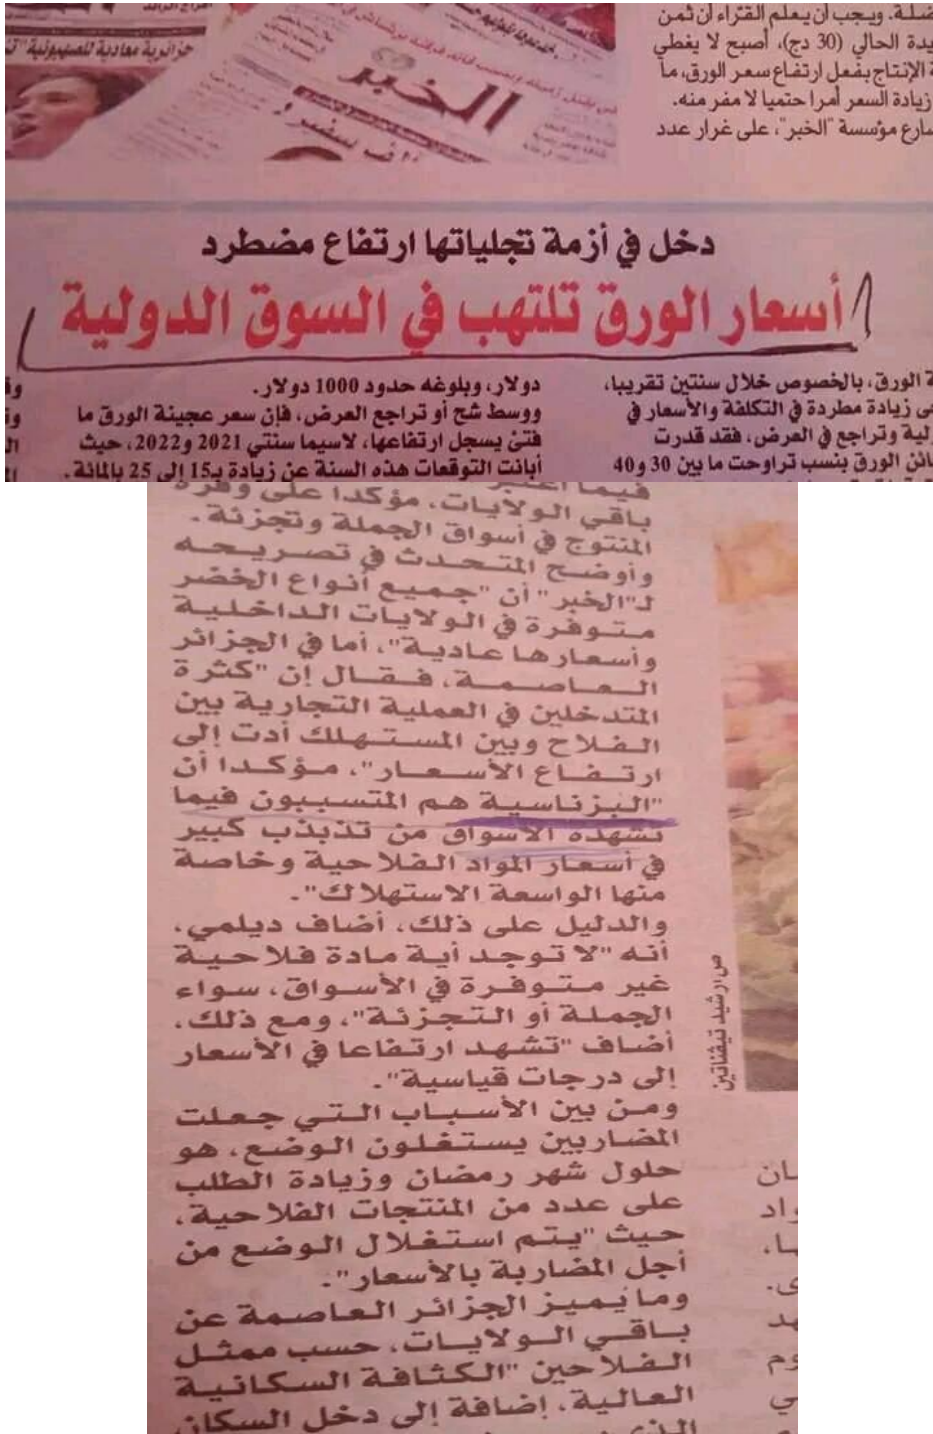 جزائرية معادية للصهيونية
الخبر
ضلة. ويجب أن يعلم القراء أن ثمن
يدة الحالي (30 دج)، أصبح لا يغطي
ة الإنتاج بفعل ارتفاع سعر الورق، ما
زيادة السعر أمرا حتميا لا مفر منه.
سارع مؤسسة "الخبر"، على غرار عدد
دخل في أزمة تجلياتها ارتفاع مضطرد
أسعار الورق تلتهب في السوق الدولية
ة الورق، بالخصوص خلال سنتين تقريبا،
ى زيادة مطردة في التكلفة والأسعار في
لية وتراجع في العرض، فقد قدرت
ائن الورق بنسب تراوحت ما بين 30 و40
دولار، وبلوغه حدود 1000 دولار.
ووسط شح أو تراجع العرض، فإن سعر عجينة الورق ما
فتئ يسجل ارتفاعها، لاسيما سنتي 2021 و2022، حيث
أبانت التوقعات هذه السنة عن زيادة بـ15 إلى 25 بالمائة.
فيما اعتبر
باقي الولايات، مؤكدا على وفرة
المنتوج في أسواق الجملة وتجزئة.
وأوضح المتحدث في تصريحه
لـ"الخبر" أن "جميع أنواع الخضر
متوفرة في الولايات الداخلية
وأسعارها عادية"، أما في الجزائر
العاصمة، فقال إن "كثرة
المتدخلين في العملية التجارية بين
الفلاح وبين المستهلك أدت إلى
ارتفاع الأسعار"، مؤكدا أن
"البزناسية هم المتسببون فيما
تشهده الأسواق من تذبذب كبير
في أسعار المواد الفلاحية وخاصة
منها الواسعة الاستهلاك".
والدليل على ذلك، أضاف ديلمي،
أنه "لا توجد أية مادة فلاحية
غير متوفرة في الأسواق، سواء
الجملة أو التجزئة"، ومع ذلك،
أضاف "تشهد ارتفاعا في الأسعار
إلى درجات قياسية".
ومن بين الأسباب التي جعلت
المضاربين يستغلون الوضع، هو
حلول شهر رمضان وزيادة الطلب
على عدد من المنتجات الفلاحية،
حيث "يتم استغلال الوضع من
أجل المضاربة بالأسعار".
وما يميز الجزائر العاصمة عن
باقي الولايات، حسب ممثل
الفلاحين "الكثافة السكانية
العالية، إضافة إلى دخل السكان
ص.ارشيد تيقناتين